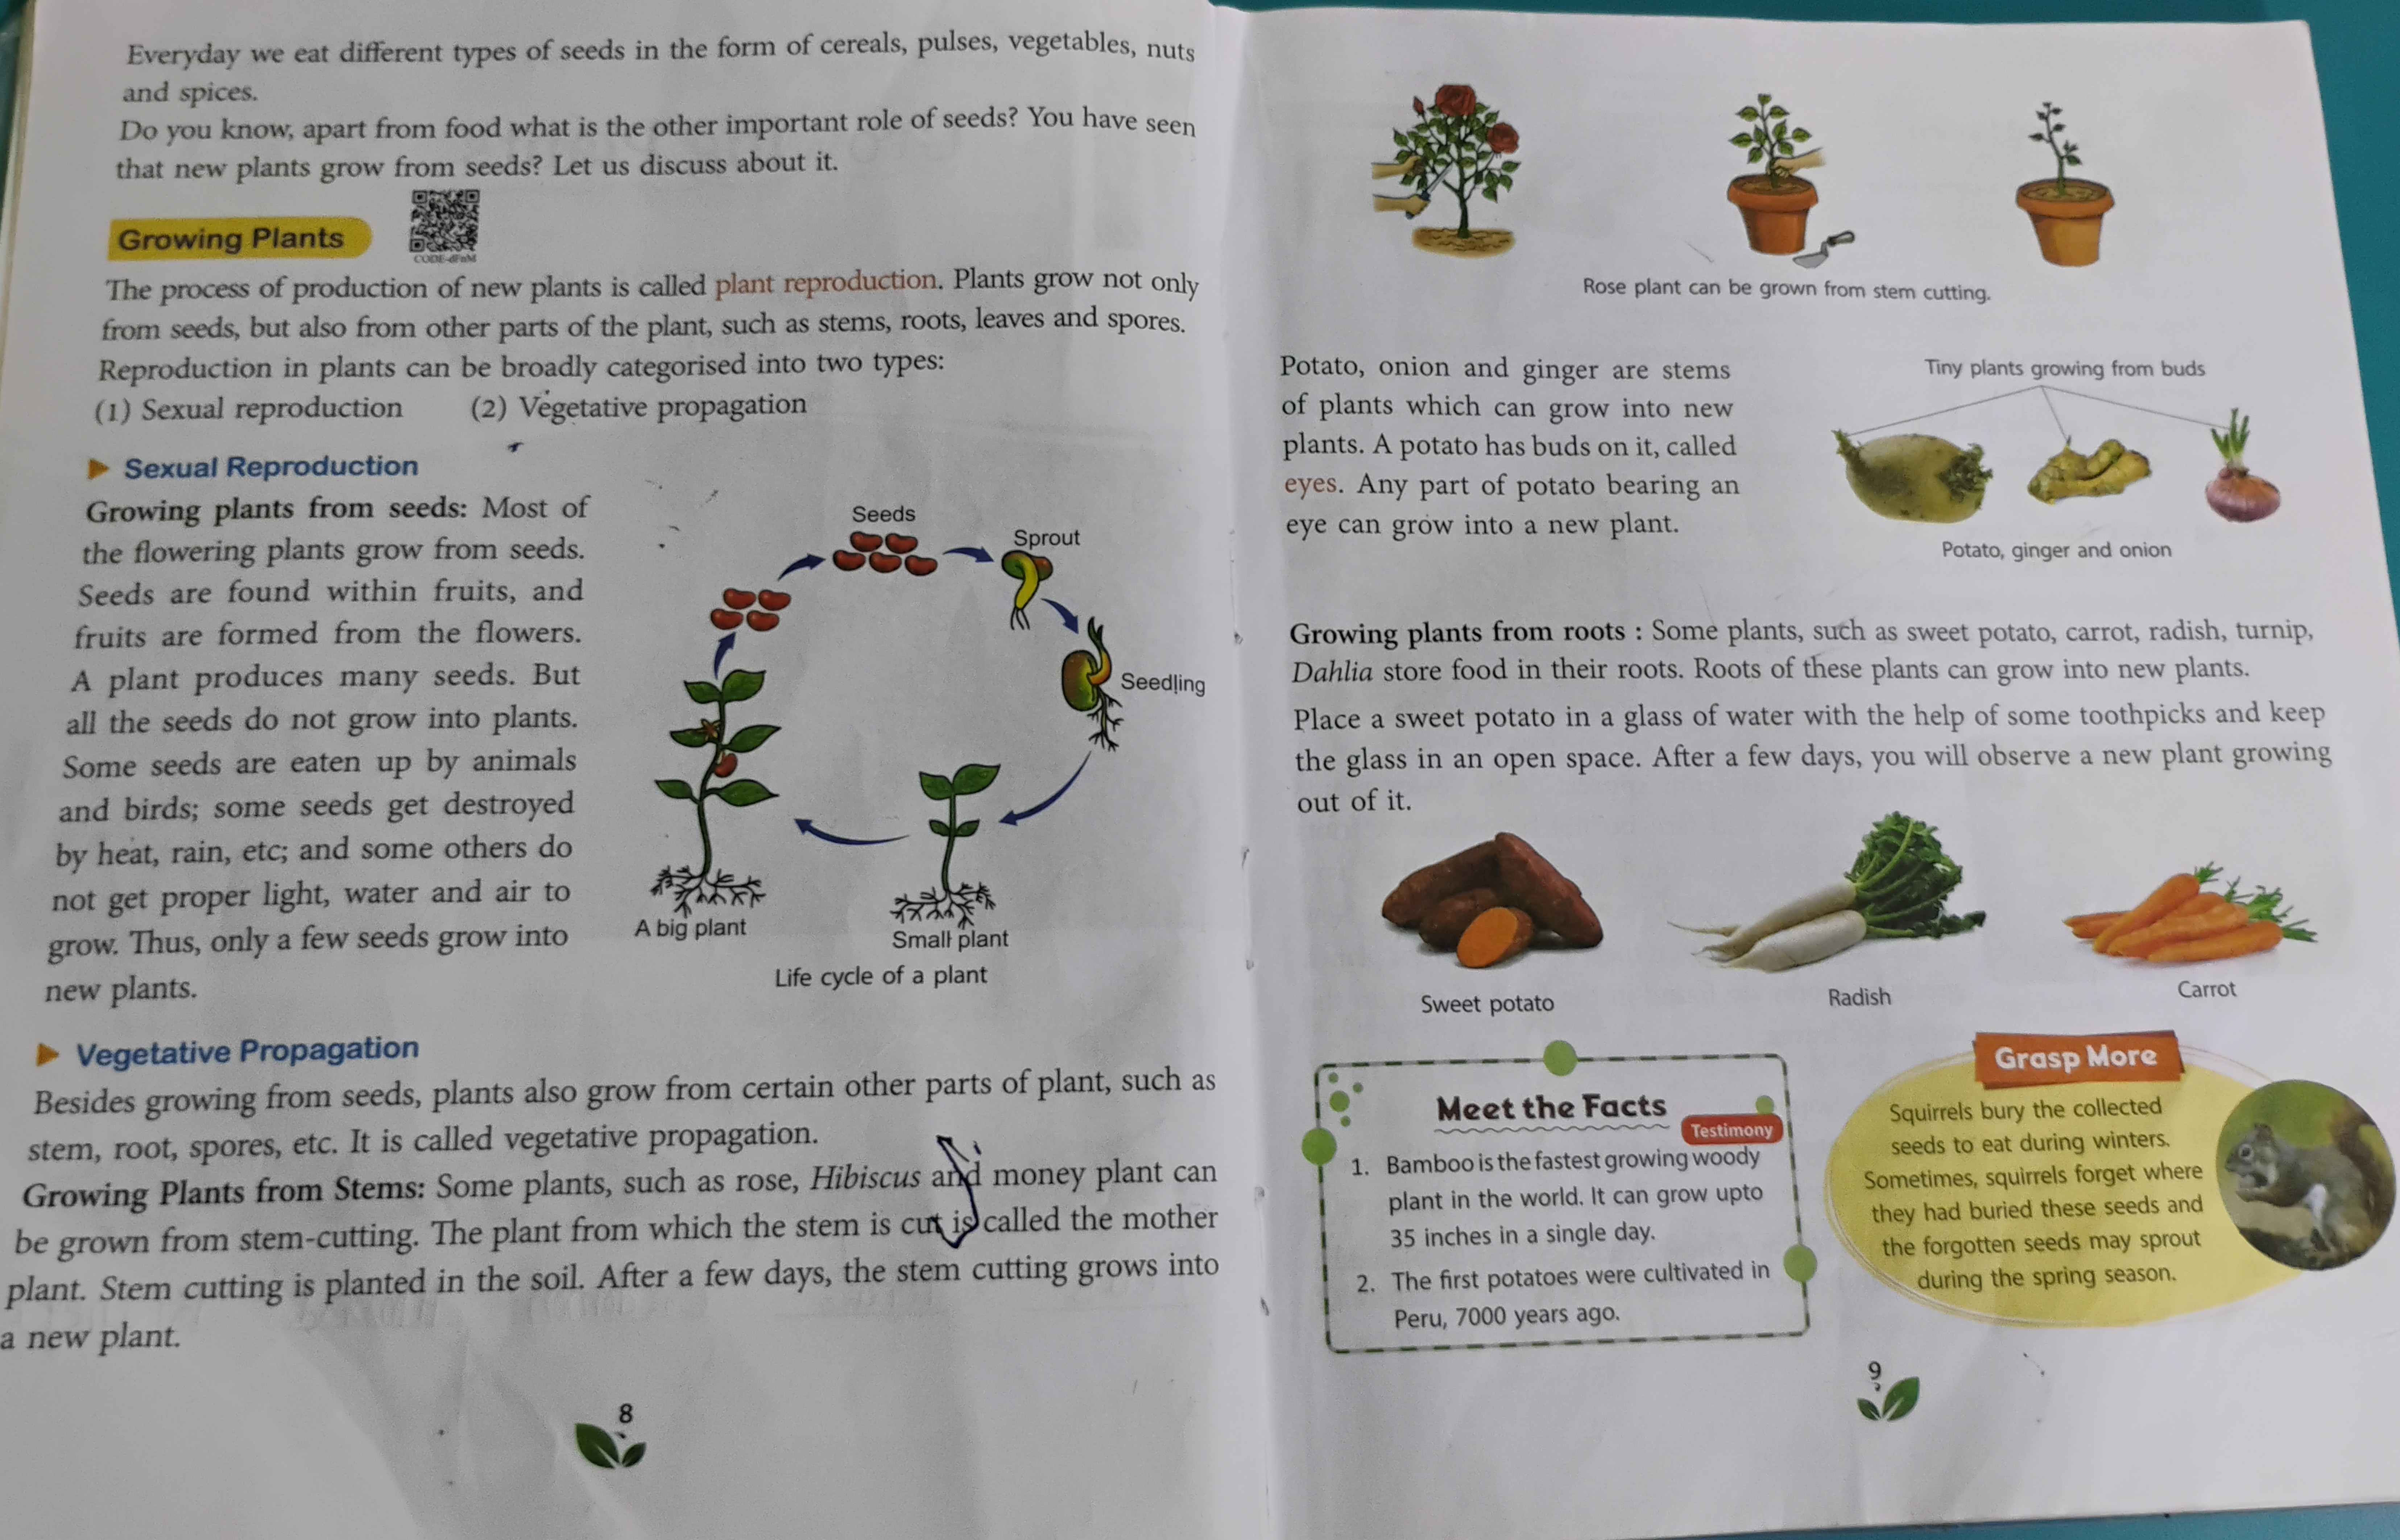 Everyday we eat different types of seeds in the form of cereals, pulses, vegetables, nuts
and spices.
Do you know, apart from food what is the other important role of seeds? You have seen
that new plants grow from seeds? Let us discuss about it.
Growing Plants
The process of production of new plants is called plant reproduction. Plants grow not only
from seeds, but also from other parts of the plant, such as stems, roots, leaves and spores.
Reproduction in plants can be broadly categorised into two types:
(1) Sexual reproduction (2) Vegetative propagation
Sexual Reproduction
Growing plants from seeds: Most of
the flowering plants grow from seeds.
Seeds are found within fruits, and
fruits are formed from the flowers.
A plant produces many seeds. But
all the seeds do not grow into plants.
Some seeds are eaten up by animals
and birds; some seeds get destroyed
by heat, rain, etc; and some others do
not get proper light, water and air to
grow. Thus, only a few seeds grow into
new plants.
Seeds
Sprout
Seedling
Small plant
A big plant
Life cycle of a plant
Vegetative Propagation
Besides growing from seeds, plants also grow from certain other parts of plant, such as
stem, root, spores, etc. It is called vegetative propagation.
Growing Plants from Stems: Some plants, such as rose, Hibiscus and money plant can
be grown from stem-cutting. The plant from which the stem is cut is called the mother
plant. Stem cutting is planted in the soil. After a few days, the stem cutting grows into
a new plant.
8
Rose plant can be grown from stem cutting.
Potato, onion and ginger are stems
of plants which can grow into new
plants. A potato has buds on it, called
eyes. Any part of potato bearing an
eye can grow into a new plant.
Tiny plants growing from buds
Potato, ginger and onion
Growing plants from roots : Some plants, such as sweet potato, carrot, radish, turnip,
Dahlia store food in their roots. Roots of these plants can grow into new plants.
Place a sweet potato in a glass of water with the help of some toothpicks and keep
the glass in an open space. After a few days, you will observe a new plant growing
out of it.
Sweet potato
Radish
Carrot
Meet the Facts
Testimony
1. Bamboo is the fastest growing woody
plant in the world. It can grow upto
35 inches in a single day.
2. The first potatoes were cultivated in
Peru, 7000 years ago.
Grasp More
Squirrels bury the collected
seeds to eat during winters.
Sometimes, squirrels forget where
they had buried these seeds and
the forgotten seeds may sprout
during the spring season.
9